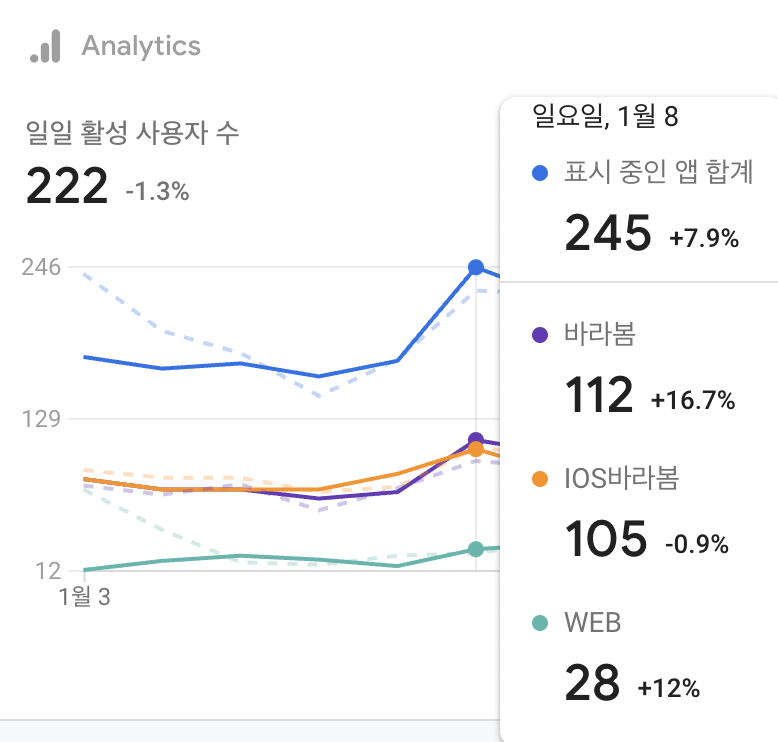 Analytics
일일 활성 사용자 수
222 -1.3%
246
129
12
1월 3
일요일, 1월 8
표시 중인 앱 합계
245 +7.9%
바라봄
112 +16.7%
IOS바라봄
105 -0.9%
WEB
28 +12%